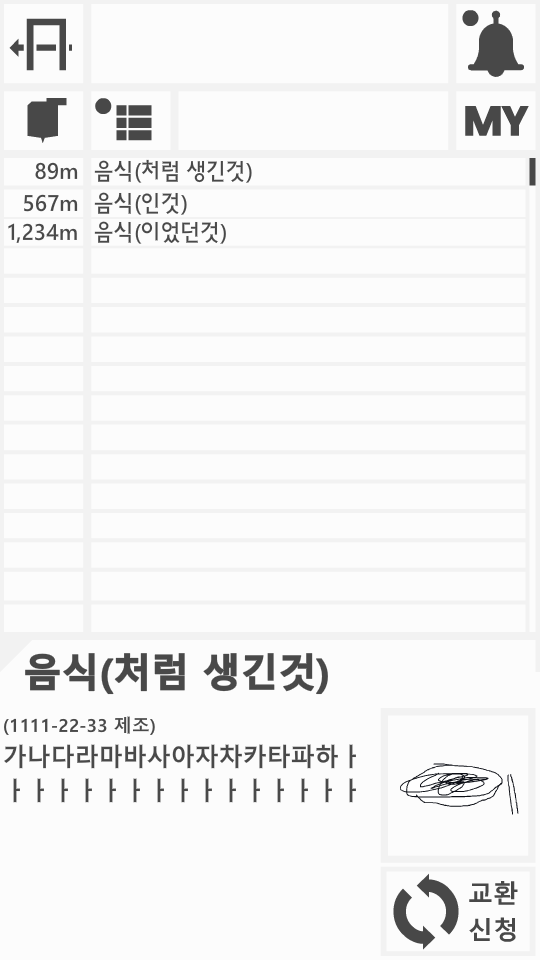 MY
89m 음식(처럼 생긴것)
567m 음식(인것)
1,234m 음식(이었던것)
음식(처럼 생긴것)
(1111-22-33 제조)
가나다라마바사아자차카타파하ㅏ
ㅏㅏㅏㅏㅏㅏㅏㅏㅏㅏㅏㅏㅏㅏㅏ
교환
신청